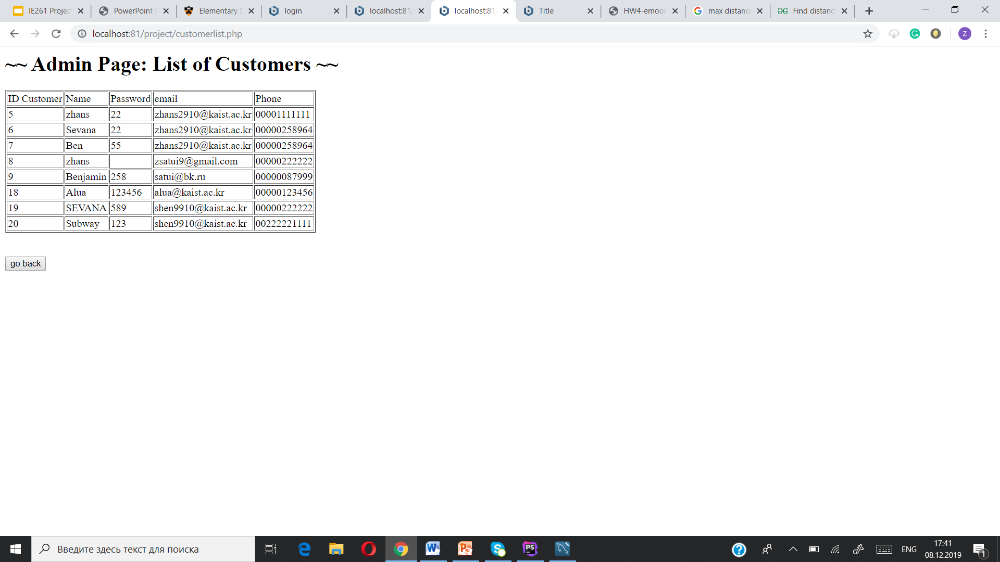 IE261 Projec
PowerPoint
Elementary S
login
localhost:81/
localhost:81/
Title
HW4-emoor
max distance
Find distanc
localhost:81/project/customerlist.php
Z
~~ Admin Page: List of Customers ~~
ID Customer Name Password email Phone
5 zhans 22 zhans2910@kaist.ac.kr 00001111111
6 Sevana 22 zhans2910@kaist.ac.kr 00000258964
7 Ben 55 zhans2910@kaist.ac.kr 00000258964
8 zhans zsatui9@gmail.com 00000222222
9 Benjamin 258 satui@bk.ru 00000087999
18 Alua 123456 alua@kaist.ac.kr 00000123456
19 SEVANA 589 shen9910@kaist.ac.kr 00000222222
20 Subway 123 shen9910@kaist.ac.kr 00222221111
go back
Введите здесь текст для поиска
ENG
17:41
08.12.2019
1